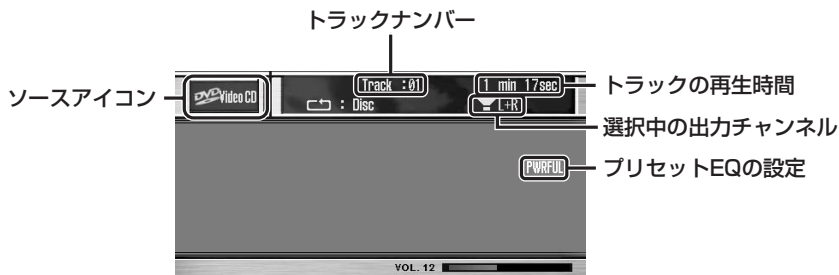 トラックナンバー
ソースアイコン
DVD Video CD
Track :01
1 min 17sec
トラックの再生時間
: Disc
L+R
選択中の出力チャンネル
PWRFUL
プリセットEQの設定
VOL. 12